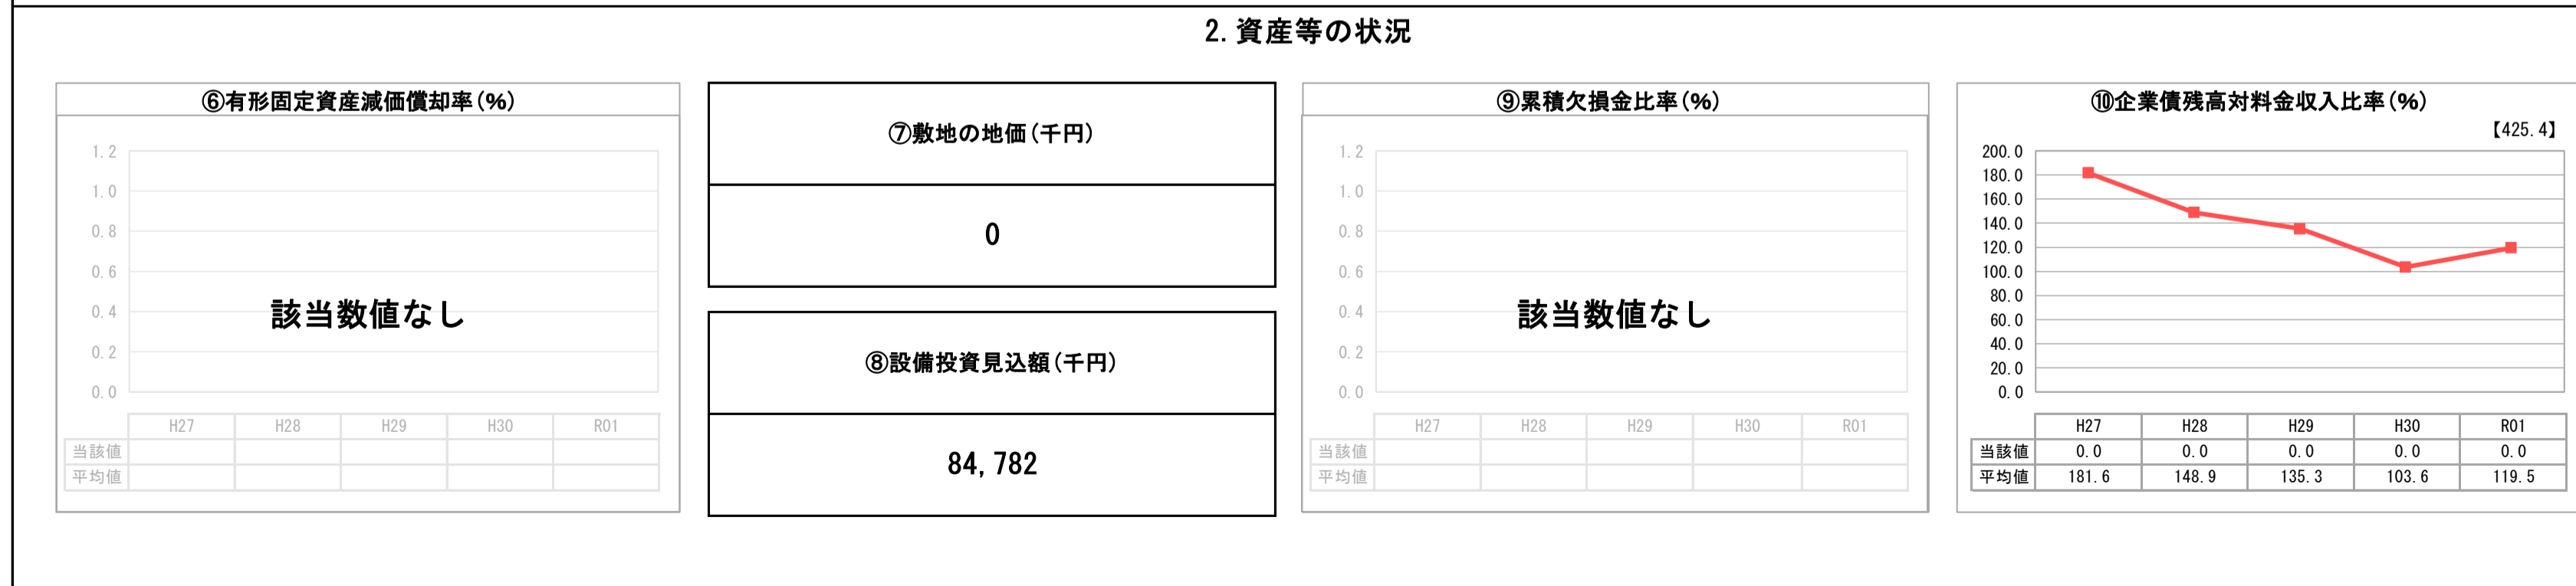 2. 資産等の状況
⑥有形固定資産減価償却率(%)
1.2
1.0
0.8
0.6
0.4
0.2
0.0
該当数値なし
H27 H28 H29 H30 R01
当該値
平均値
⑦敷地の地価(千円)
0
⑧設備投資見込額(千円)
84,782
⑨累積欠損金比率(%)
1.2
1.0
0.8
0.6
0.4
0.2
0.0
該当数値なし
H27 H28 H29 H30 R01
当該値
平均値
⑩企業債残高対料金収入比率(%)
【425.4】
200.0
180.0
160.0
140.0
120.0
100.0
80.0
60.0
40.0
20.0
0.0
H27 H28 H29 H30 R01
当該値 0.0 0.0 0.0 0.0 0.0
平均値 181.6 148.9 135.3 103.6 119.5